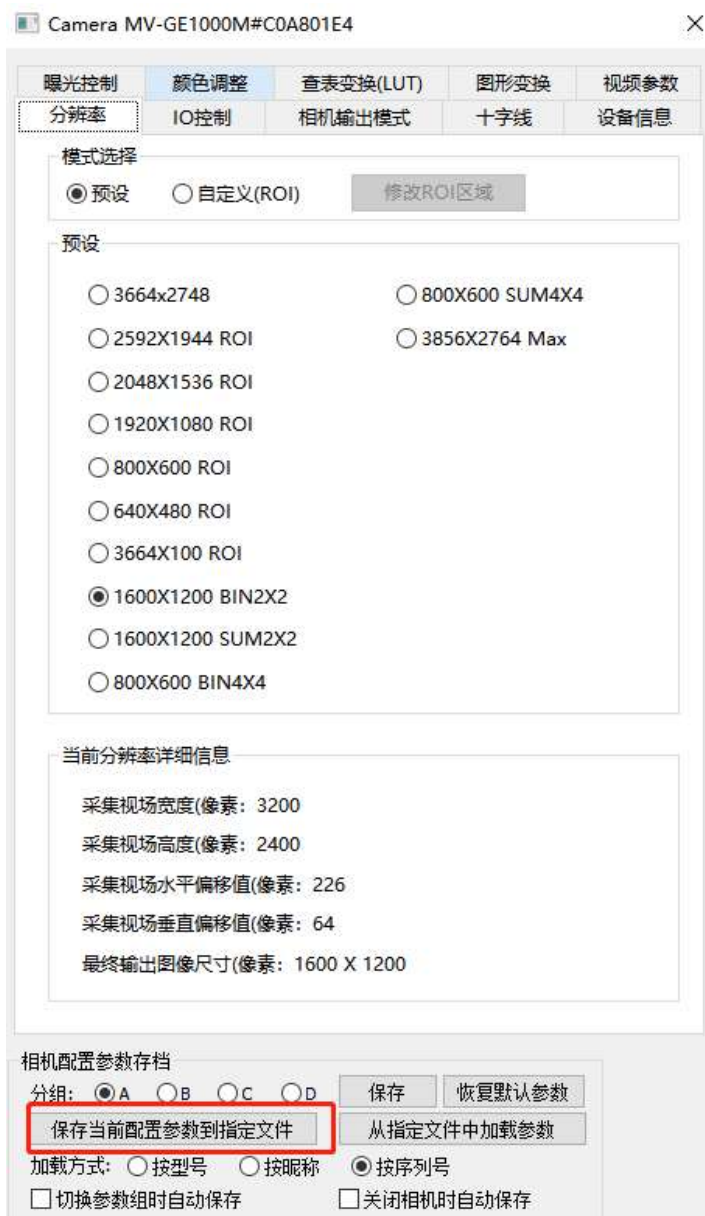 Camera MV-GE1000M#C0A801E4
曝光控制 颜色调整 查表变换(LUT) 图形变换 视频参数
分辨率 IO控制 相机输出模式 十字线 设备信息
模式选择
预设 自定义(ROI) 修改ROI区域
预设
3664x2748 800X600 SUM4X4
2592X1944 ROI 3856X2764 Max
2048X1536 ROI
1920X1080 ROI
800X600 ROI
640X480 ROI
3664X100 ROI
1600X1200 BIN2X2
1600X1200 SUM2X2
800X600 BIN4X4
当前分辨率详细信息
采集视场宽度(像素: 3200
采集视场高度(像素: 2400
采集视场水平偏移值(像素: 226
采集视场垂直偏移值(像素: 64
最终输出图像尺寸(像素: 1600 X 1200
相机配置参数存档
分组: A B C D 保存 恢复默认参数
保存当前配置参数到指定文件 从指定文件中加载参数
加载方式: 按型号 按昵称 按序列号
切换参数组时自动保存 关闭相机时自动保存